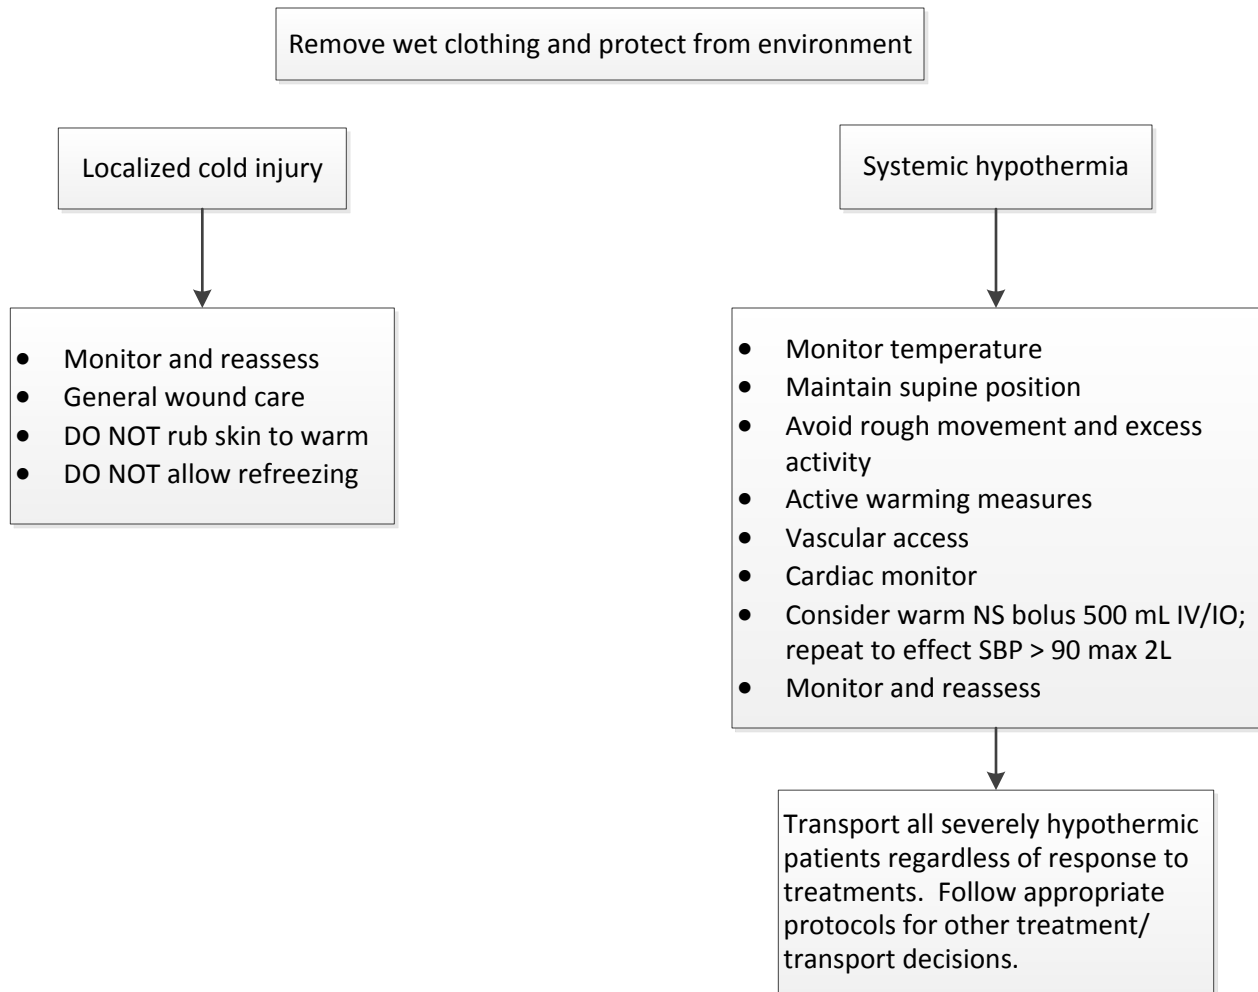 Remove wet clothing and protect from environment
Localized cold injury
Systemic hypothermia
• Monitor and reassess
• General wound care
• DO NOT rub skin to warm
• DO NOT allow refreezing
• Monitor temperature
• Maintain supine position
• Avoid rough movement and excess
activity
• Active warming measures
• Vascular access
• Cardiac monitor
• Consider warm NS bolus 500 mL IV/IO;
repeat to effect SBP > 90 max 2L
• Monitor and reassess
Transport all severely hypothermic
patients regardless of response to
treatments.  Follow appropriate
protocols for other treatment/
transport decisions.